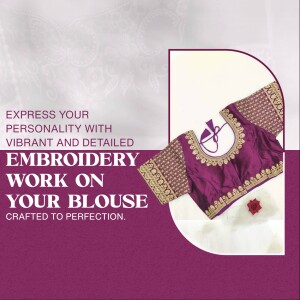 EXPRESS YOUR
PERSONALITY WITH
VIBRANT AND DETAILED
EMBROIDERY
WORK ON
YOUR BLOUSE
CRAFTED TO PERFECTION.